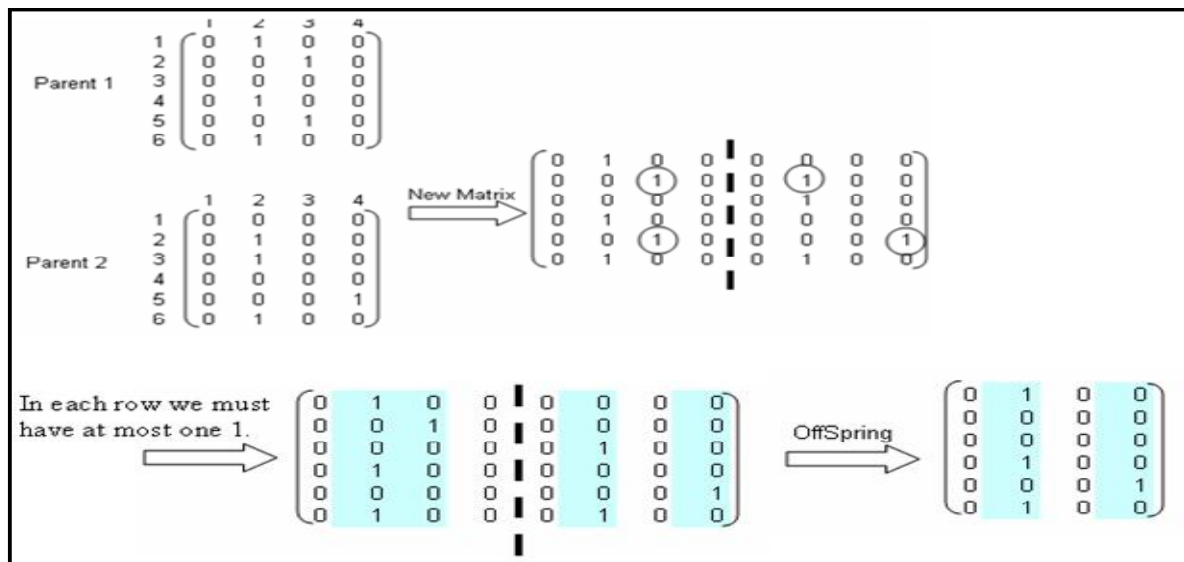 1 2 3 4
1 0 1 0 0
2 0 0 1 0
Parent 1
3 0 0 0 0
4 0 1 0 0
5 0 0 1 0
6 0 1 0 0
1 2 3 4
1 0 0 0 0
2 0 1 0 0
Parent 2
3 0 1 0 0
4 0 0 0 0
5 0 0 0 1
6 0 1 0 0
New Matrix
0 1 0 0 0 0 0 0
0 0 1 0 0 1 0 0
0 0 0 0 0 1 0 0
0 1 0 0 0 0 0 0
0 0 1 0 0 0 0 1
0 1 0 0 0 1 0 0
In each row we must
have at most one 1.
0 1 0 0 0 0 0 0
0 0 1 0 0 0 0 0
0 0 0 0 0 1 0 0
0 1 0 0 0 0 0 0
0 0 0 0 0 0 0 1
0 1 0 0 0 1 0 0
OffSpring
0 1 0 0
0 0 0 0
0 0 0 0
0 1 0 0
0 0 0 1
0 1 0 0